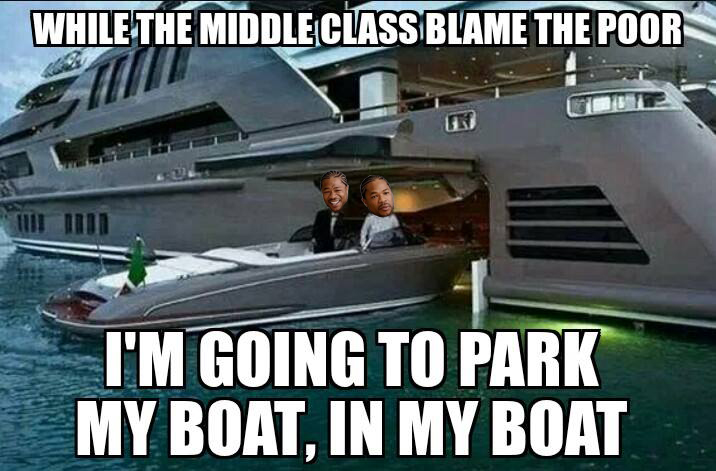 WHILE THE MIDDLE CLASS BLAME THE POOR
I'M GOING TO PARK
MY BOAT, IN MY BOAT